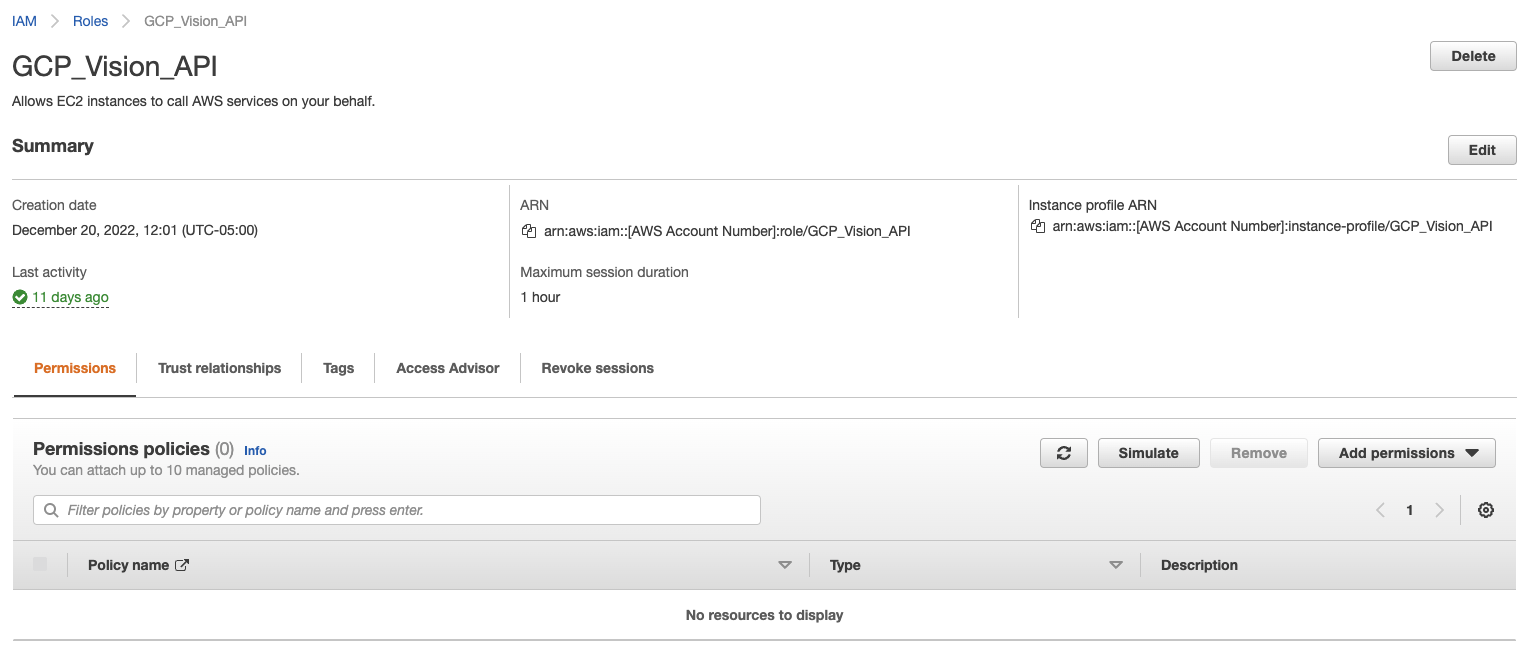 IAM > Roles > GCP_Vision_API
GCP_Vision_API
Delete
Allows EC2 instances to call AWS services on your behalf.
Summary
Edit
Creation date
December 20, 2022, 12:01 (UTC-05:00)
Last activity
11 days ago
ARN
arn:aws:iam::[AWS Account Number]:role/GCP_Vision_API
Maximum session duration
1 hour
Instance profile ARN
arn:aws:iam::[AWS Account Number]:instance-profile/GCP_Vision_API
Permissions Trust relationships Tags Access Advisor Revoke sessions
Permissions policies (0) Info
You can attach up to 10 managed policies.
Simulate Remove Add permissions
Filter policies by property or policy name and press enter.
1
Policy name Type Description
No resources to display